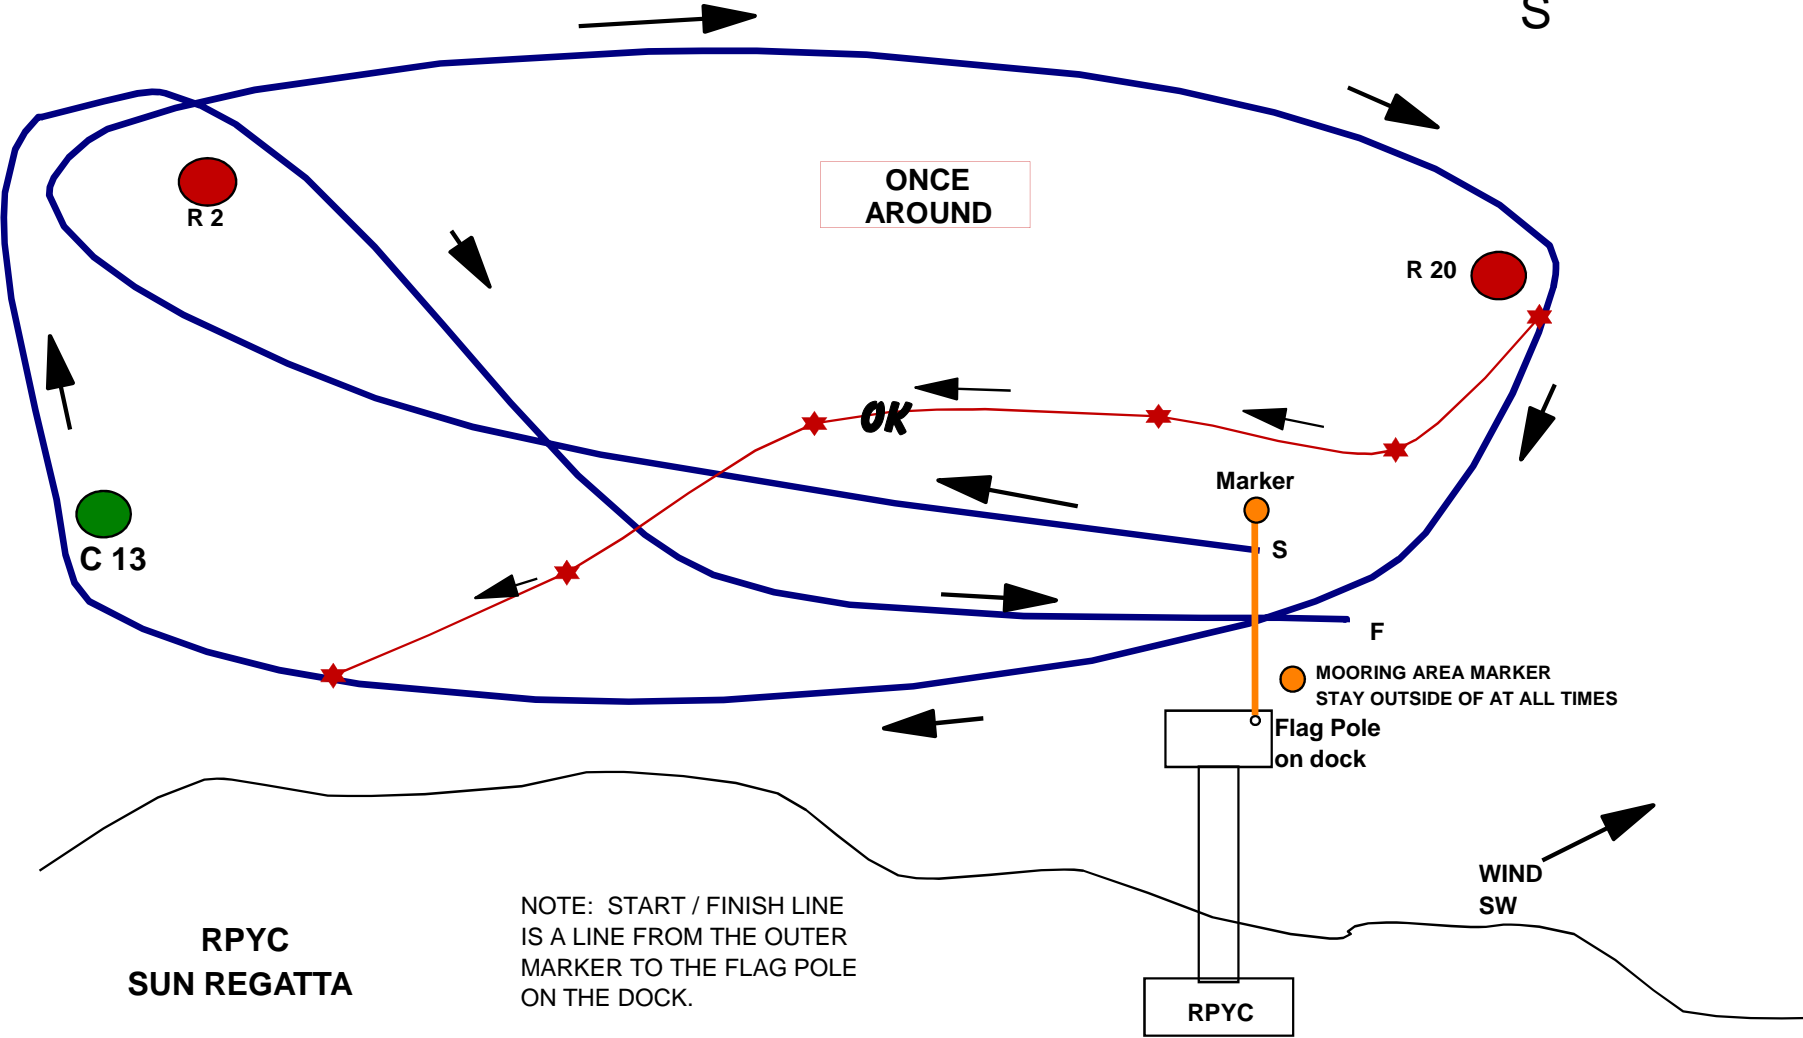 S
ONCE
AROUND
R 2
R 20
OK
Marker
S
C 13
F
MOORING AREA MARKER
STAY OUTSIDE OF AT ALL TIMES
Flag Pole
on dock
WIND
SW
NOTE:  START / FINISH LINE
IS A LINE FROM THE OUTER
MARKER TO THE FLAG POLE
ON THE DOCK.
RPYC
SUN REGATTA
RPYC